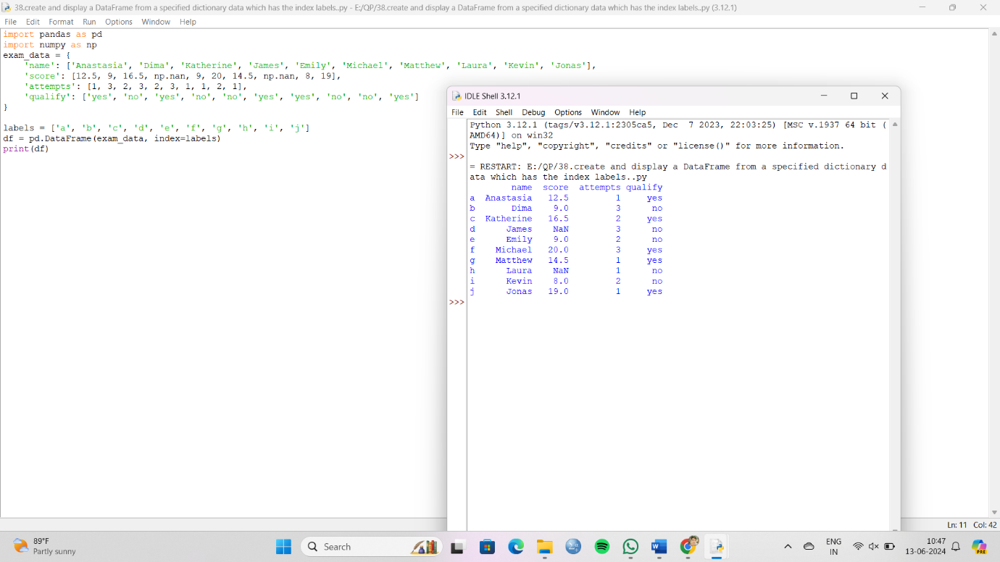 38.create and display a DataFrame from a specified dictionary data which has the index labels..py - E:/QP/38.create and display a DataFrame from a specified dictionary data which has the index labels..py (3.12.1)
File Edit Format Run Options Window Help
import pandas as pd
import numpy as np
exam_data = {
    'name': ['Anastasia', 'Dima', 'Katherine', 'James', 'Emily', 'Michael', 'Matthew', 'Laura', 'Kevin', 'Jonas'],
    'score': [12.5, 9, 16.5, np.nan, 9, 20, 14.5, np.nan, 8, 19],
    'attempts': [1, 3, 2, 3, 2, 3, 1, 1, 2, 1],
    'qualify': ['yes', 'no', 'yes', 'no', 'no', 'yes', 'yes', 'no', 'no', 'yes']
}
labels = ['a', 'b', 'c', 'd', 'e', 'f', 'g', 'h', 'i', 'j']
df = pd.DataFrame(exam_data, index=labels)
print(df)
IDLE Shell 3.12.1
File Edit Shell Debug Options Window Help
Python 3.12.1 (tags/v3.12.1:2305ca5, Dec  7 2023, 22:03:25) [MSC v.1937 64 bit (
AMD64)] on win32
Type "help", "copyright", "credits" or "license()" for more information.
>>>
= RESTART: E:/QP/38.create and display a DataFrame from a specified dictionary d
ata which has the index labels..py
        name  score  attempts qualify
a  Anastasia   12.5         1     yes
b       Dima    9.0         3      no
c  Katherine   16.5         2     yes
d      James    NaN         3      no
e      Emily    9.0         2      no
f    Michael   20.0         3     yes
g    Matthew   14.5         1     yes
h      Laura    NaN         1      no
i      Kevin    8.0         2      no
j      Jonas   19.0         1     yes
>>>
Ln: 11 Col: 42
89°F
Partly sunny
Search
W
PRE
ENG
IN
10:47
13-06-2024